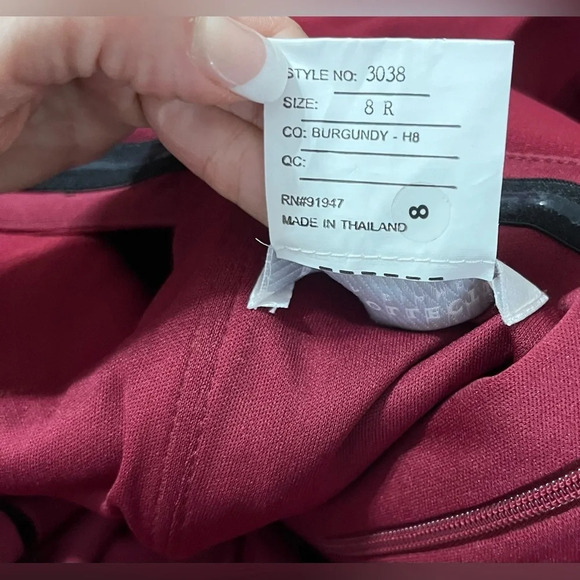 STYLE NO: 3038
SIZE: 8 R
CO: BURGUNDY - H8
QC:
RN#91947
MADE IN THAILAND
8